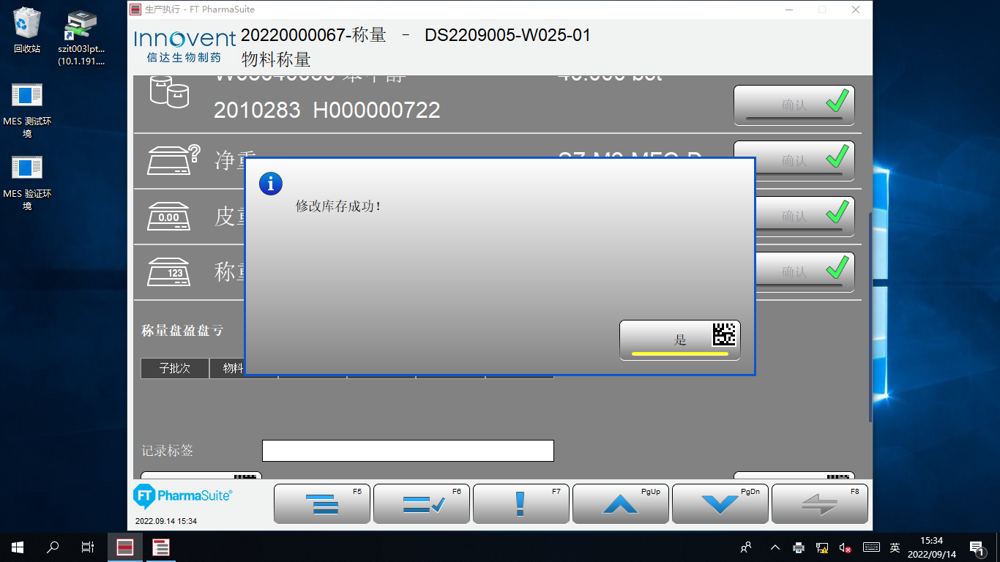 回收站
szit003lpt...
(10.1.191....
MES 测试环
境
MES 验证环
境
生产执行 - FT PharmaSuite
Innovent
信达生物制药
20220000067-称量 - DS2209005-W025-01
物料称量
2010283 H000000722
确认
净重
确认
皮重
0.00
确认
称重
123
确认
i
修改库存成功!
是
称量盘盈盘亏
子批次
物料
记录标签
FT PharmaSuite®
2022.09.14 15:34
F5
F6
F7
PgUp
PgDn
F8
英
15:34
2022/09/14
1